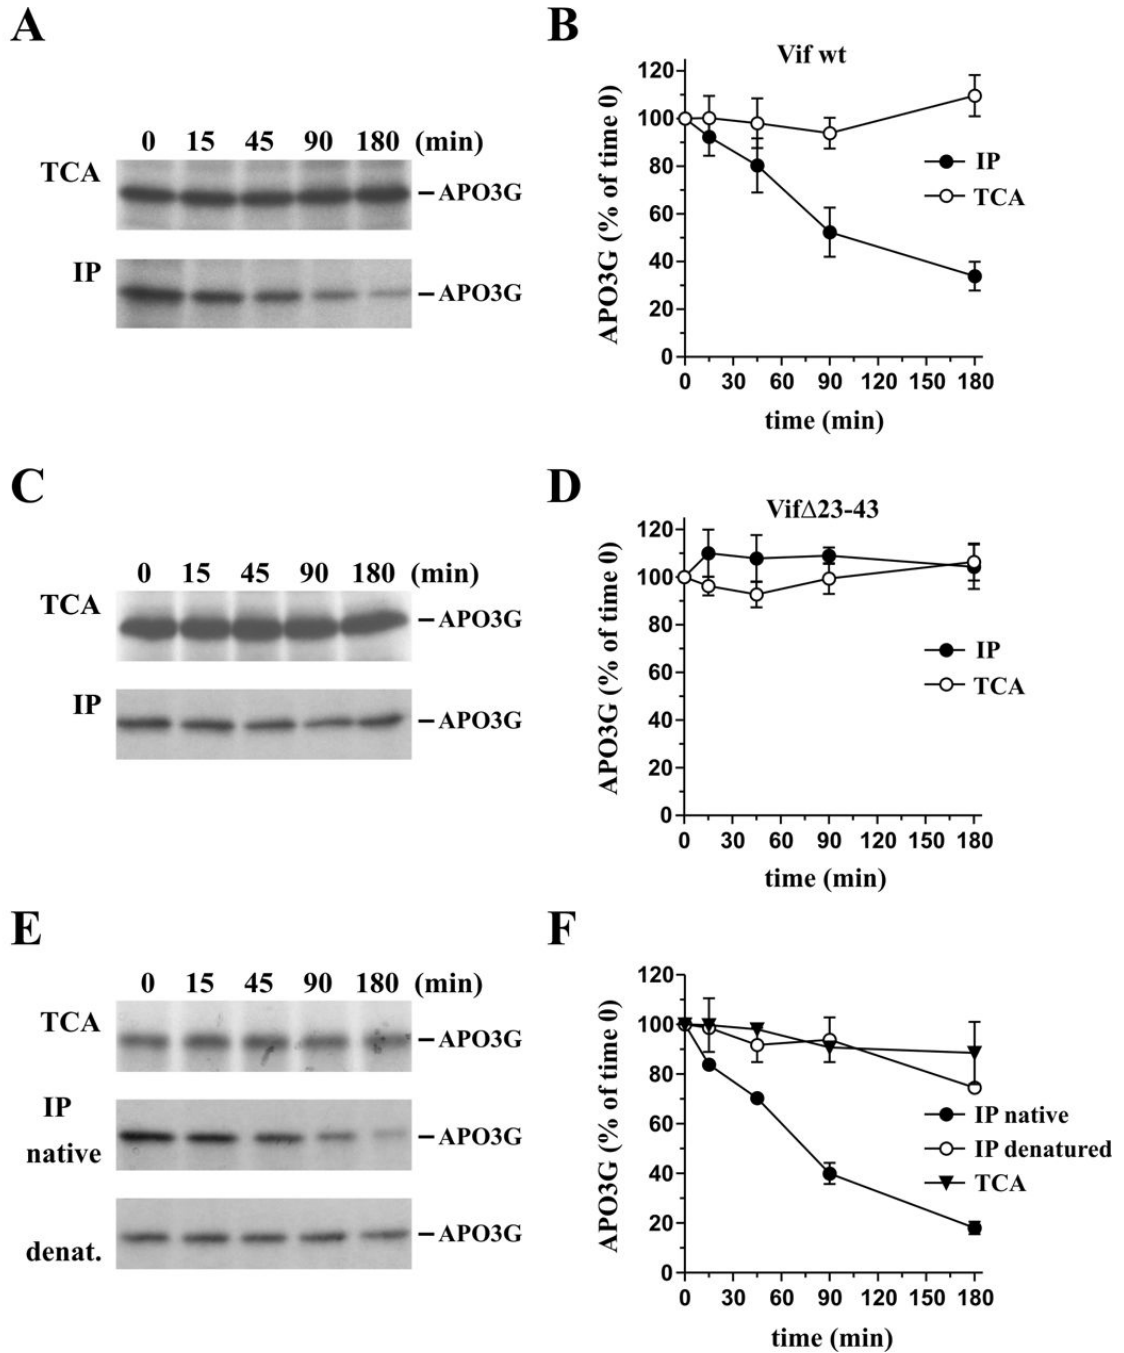 A
0 15 45 90 180 (min)
TCA
– APO3G
IP
– APO3G
B
Vif wt
APO3G (% of time 0)
120
100
80
60
40
20
0
0 30 60 90 120 150 180
time (min)
IP
TCA
C
0 15 45 90 180 (min)
TCA
– APO3G
IP
– APO3G
D
VifΔ23-43
APO3G (% of time 0)
120
100
80
60
40
20
0
0 30 60 90 120 150 180
time (min)
IP
TCA
E
0 15 45 90 180 (min)
TCA
– APO3G
IP
native
– APO3G
denat.
– APO3G
F
APO3G (% of time 0)
120
100
80
60
40
20
0
0 30 60 90 120 150 180
time (min)
IP native
IP denatured
TCA